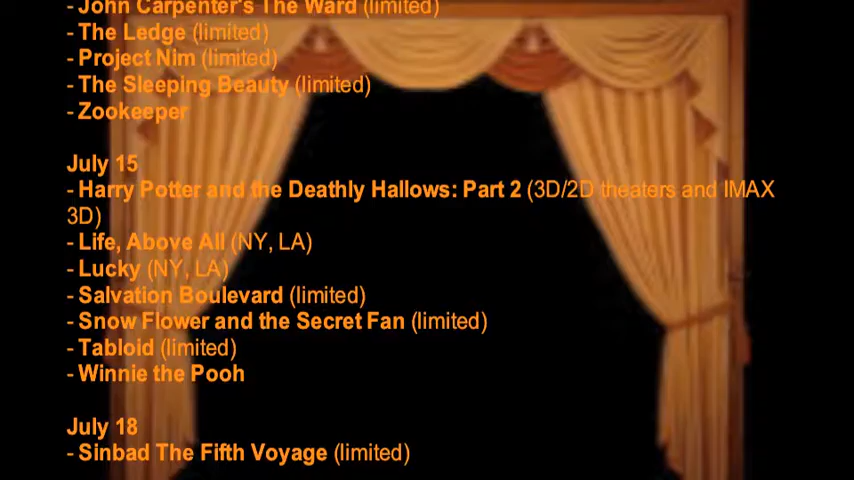 - John Carpenter's The Ward (limited)
- The Ledge (limited)
- Project Nim (limited)
- The Sleeping Beauty (limited)
- Zookeeper
July 15
- Harry Potter and the Deathly Hallows: Part 2 (3D/2D theaters and IMAX
3D)
- Life, Above All (NY, LA)
- Lucky (NY, LA)
- Salvation Boulevard (limited)
- Snow Flower and the Secret Fan (limited)
- Tabloid (limited)
- Winnie the Pooh
July 18
- Sinbad The Fifth Voyage (limited)